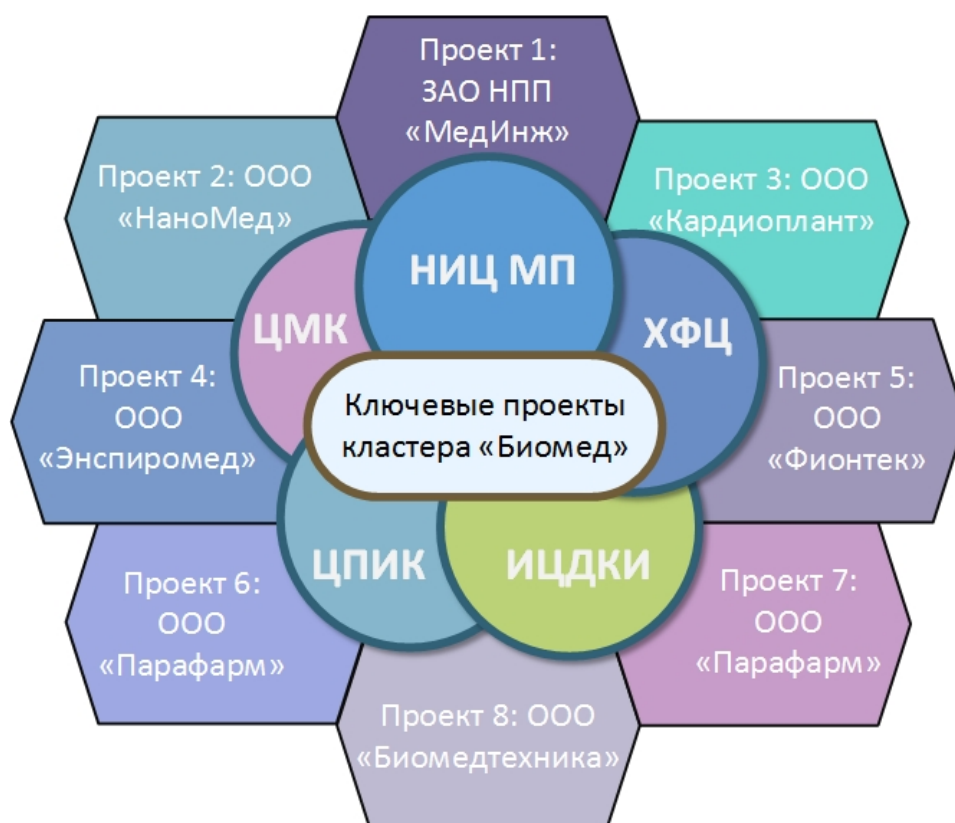 Проект 1:
ЗАО НПП
«МедИнж»
Проект 2: ООО
«НаноМед»
Проект 3: ООО
«Кардиоплант»
НИЦ МП
ЦМК
ХФЦ
Проект 4:
ООО
«Энспиромед»
Ключевые проекты
кластера «Биомед»
Проект 5:
ООО
«Фионтек»
ЦПИК
ИЦДКИ
Проект 6:
ООО
«Парафарм»
Проект 7:
ООО
«Парафарм»
Проект 8: ООО
«Биомедтехника»